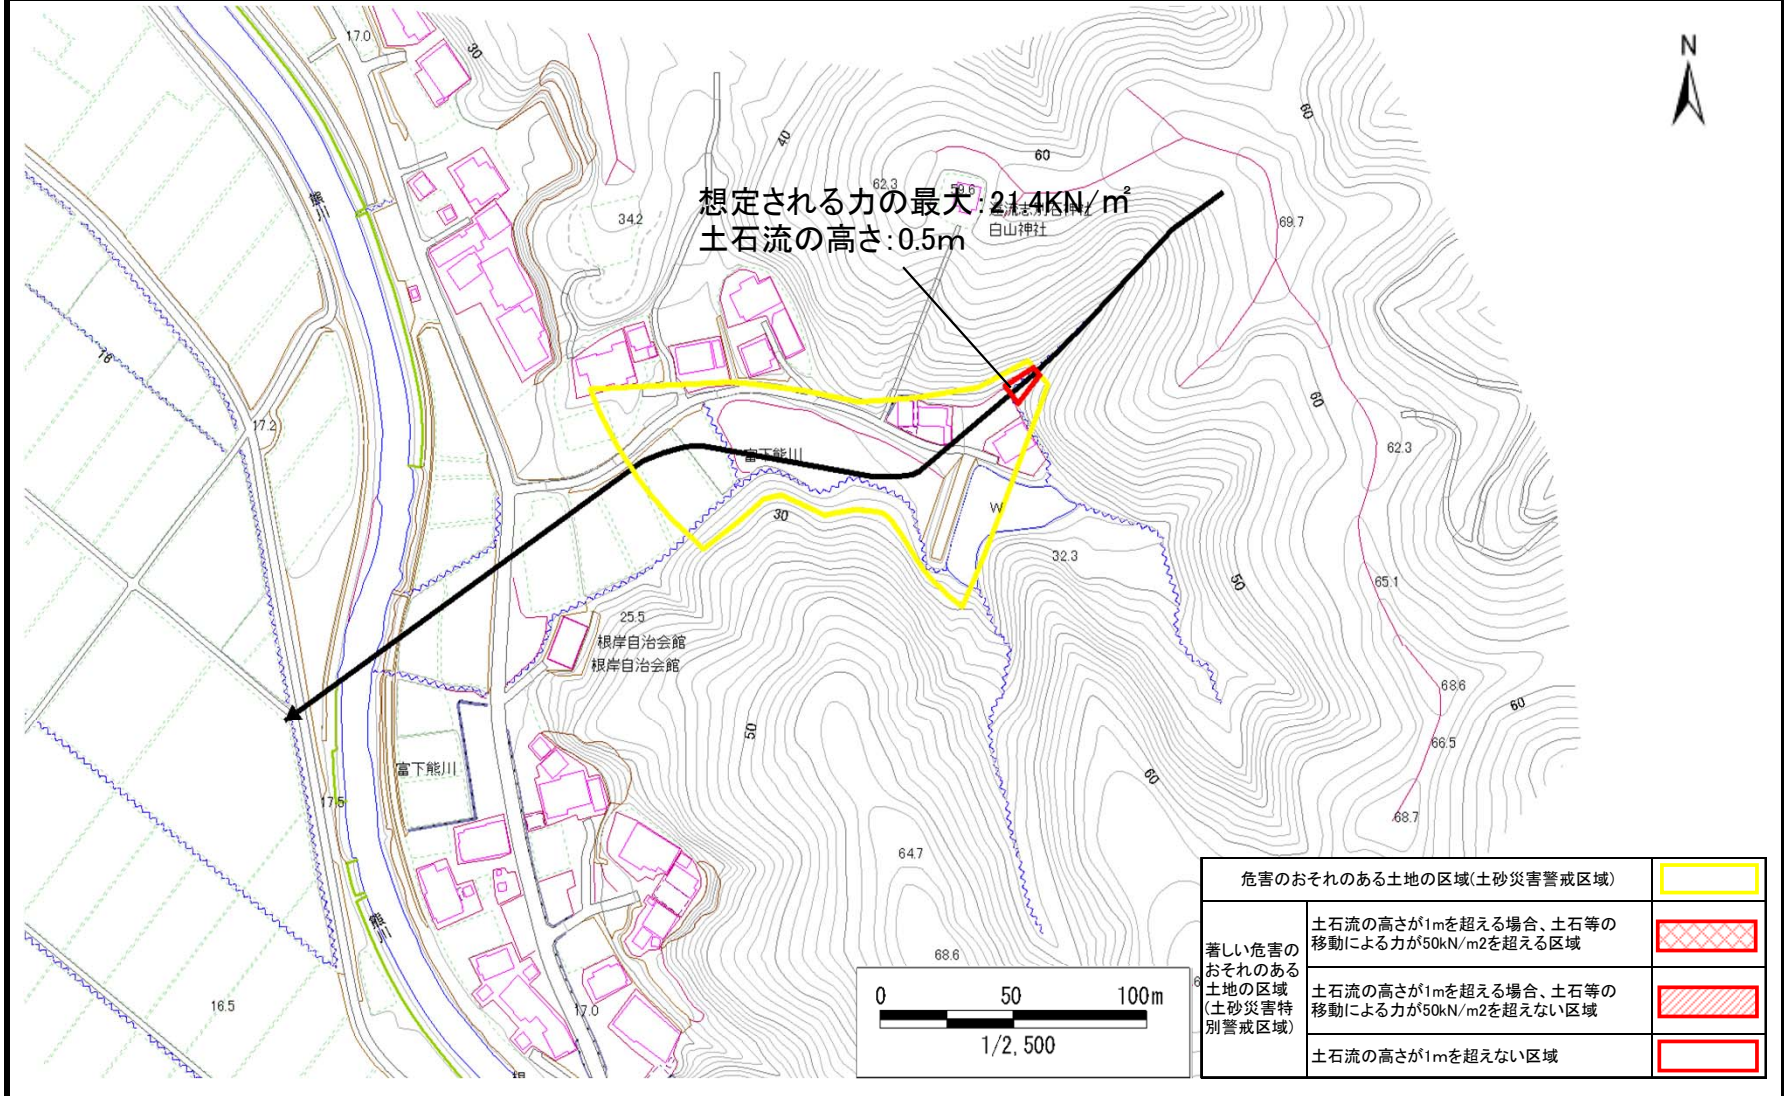 17.0
30
N
60
40
60
62.3
59.6
想定される力の最大:21.4KN/㎡
土石流の高さ:0.5m
白山神社
34.2
69.7
熊川
16
17.2
60
62.3
富下熊川
30
W
32.3
50
65.1
25.5
根岸自治会館
根岸自治会館
68.6
60
50
66.5
富下熊川
60
17.5
68.7
64.7
熊川
68.6
16.5
17.0
根
0 50 100m
1/2,500
危害のおそれのある土地の区域(土砂災害警戒区域)
著しい危害の
おそれのある
土地の区域
(土砂災害特
別警戒区域)
土石流の高さが1mを超える場合、土石等の
移動による力が50kN/m2を超える区域
土石流の高さが1mを超える場合、土石等の
移動による力が50kN/m2を超えない区域
土石流の高さが1mを超えない区域